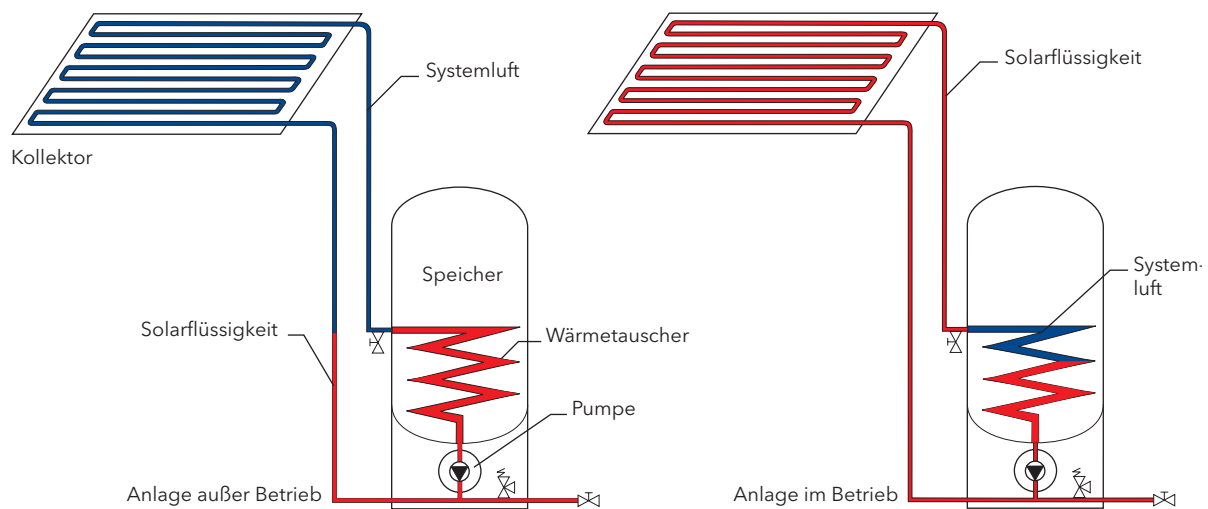 Systemluft
Kollektor
Speicher
Solarflüssigkeit
Wärmetauscher
Pumpe
Anlage außer Betrieb
Solarflüssigkeit
System-
luft
Anlage im Betrieb